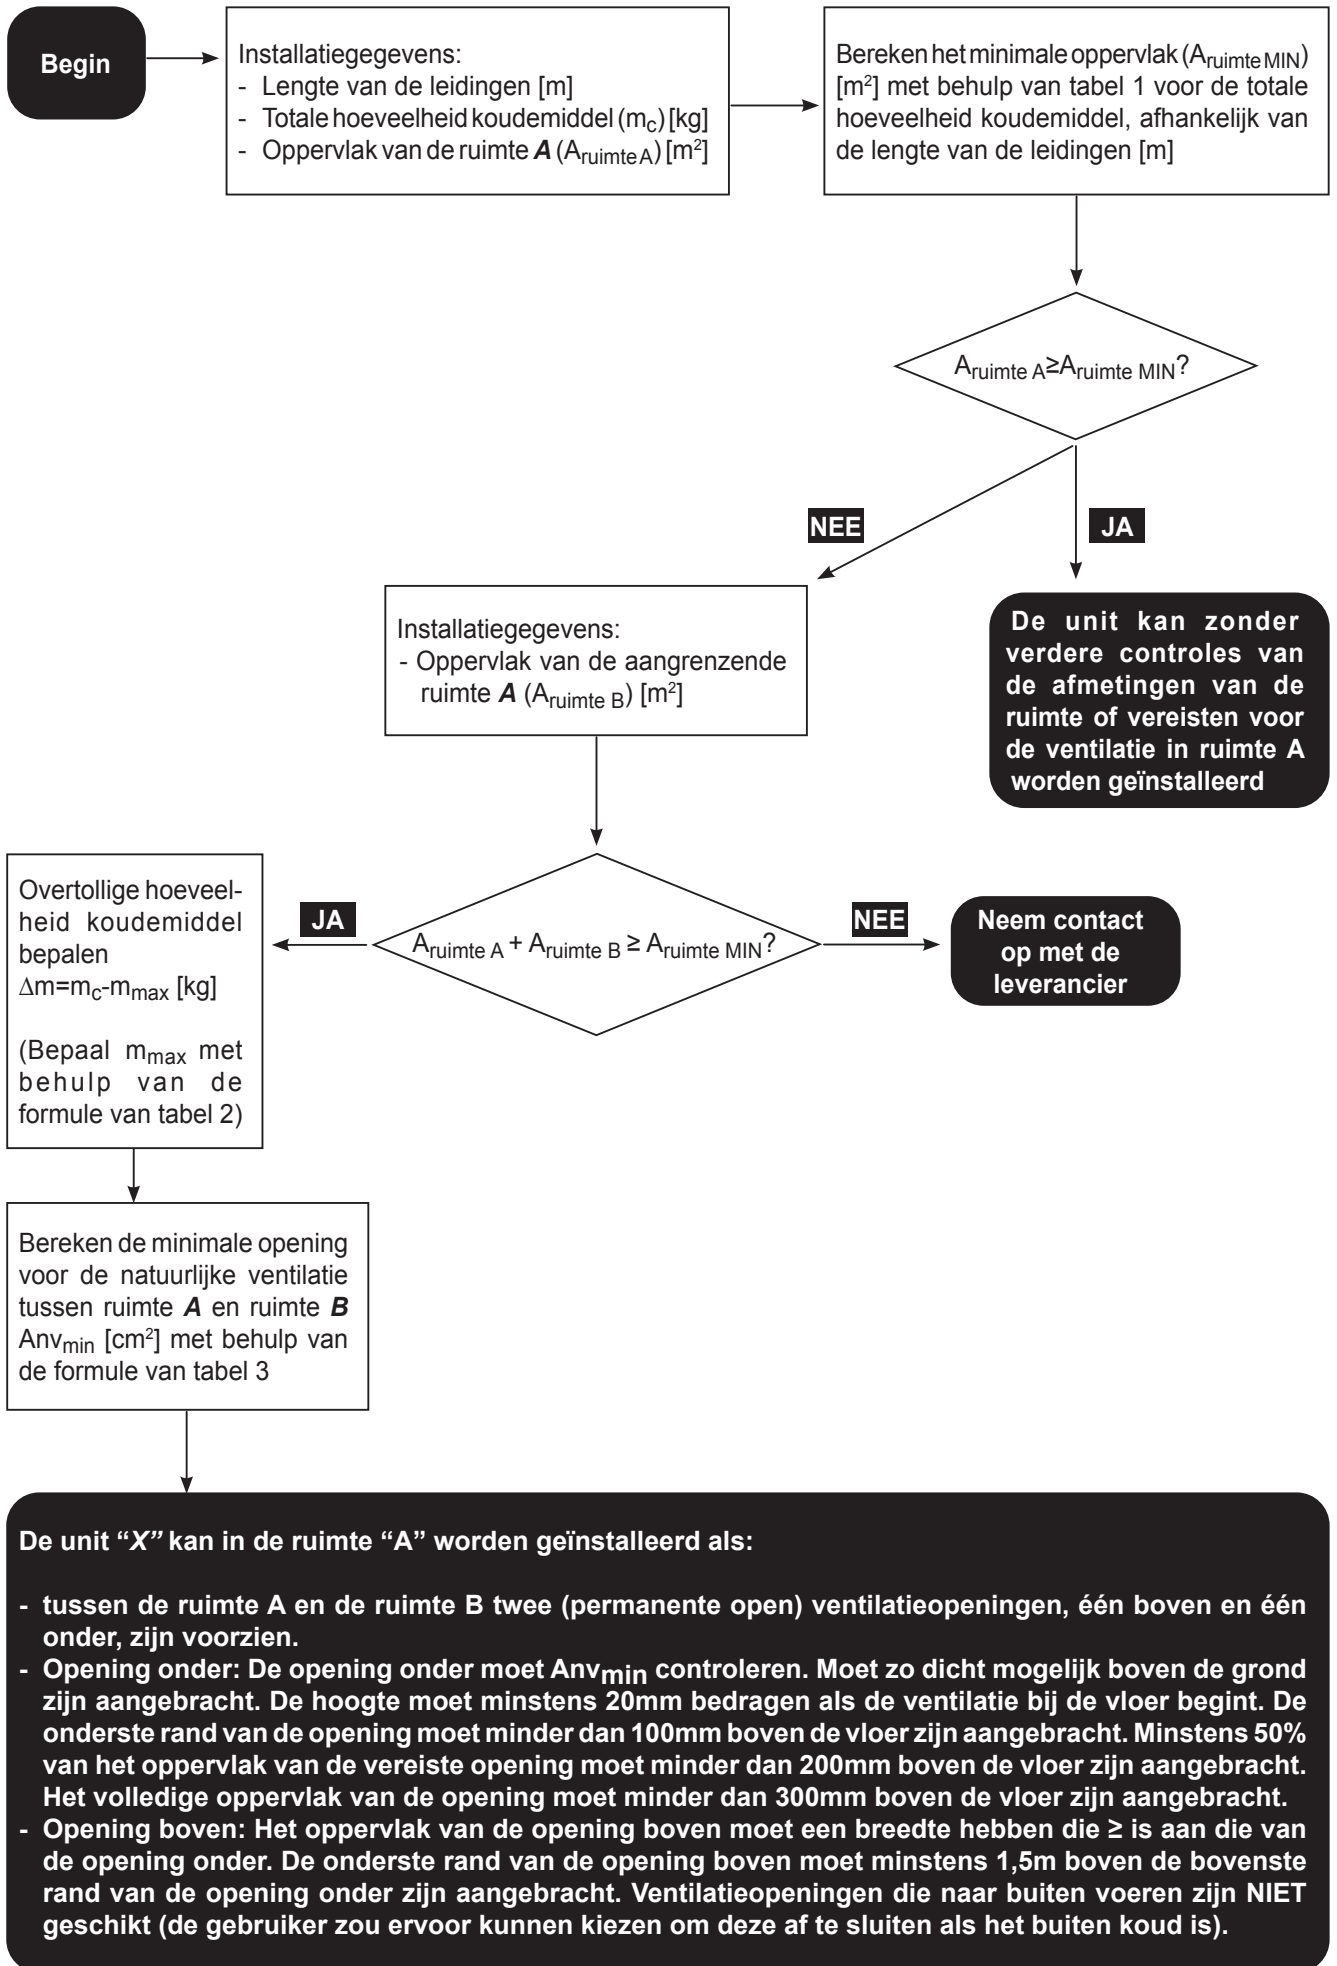 Begin
Installatiegegevens:
- Lengte van de leidingen [m]
- Totale hoeveelheid koudemiddel (mc) [kg]
- Oppervlak van de ruimte A (Aruimte A) [m²]
Bereken het minimale oppervlak (Aruimte MIN)
[m²] met behulp van tabel 1 voor de totale
hoeveelheid koudemiddel, afhankelijk van
de lengte van de leidingen [m]
Aruimte A≥Aruimte MIN?
NEE
JA
De unit kan zonder
verdere controles van
de afmetingen van de
ruimte of vereisten voor
de ventilatie in ruimte A
worden geïnstalleerd
Installatiegegevens:
- Oppervlak van de aangrenzende
ruimte A (Aruimte B) [m²]
Aruimte A + Aruimte B ≥ Aruimte MIN?
JA
NEE
Neem contact
op met de
leverancier
Overtollige hoeveel-
heid koudemiddel
bepalen
∆m=mc-mmax [kg]
(Bepaal mmax met
behulp van de
formule van tabel 2)
Bereken de minimale opening
voor de natuurlijke ventilatie
tussen ruimte A en ruimte B
Anvmin [cm²] met behulp van
de formule van tabel 3
De unit “X” kan in de ruimte “A” worden geïnstalleerd als:
- tussen de ruimte A en de ruimte B twee (permanente open) ventilatieopeningen, één boven en één
onder, zijn voorzien.
- Opening onder: De opening onder moet Anvmin controleren. Moet zo dicht mogelijk boven de grond
zijn aangebracht. De hoogte moet minstens 20mm bedragen als de ventilatie bij de vloer begint. De
onderste rand van de opening moet minder dan 100mm boven de vloer zijn aangebracht. Minstens 50%
van het oppervlak van de vereiste opening moet minder dan 200mm boven de vloer zijn aangebracht.
Het volledige oppervlak van de opening moet minder dan 300mm boven de vloer zijn aangebracht.
- Opening boven: Het oppervlak van de opening boven moet een breedte hebben die ≥ is aan die van
de opening onder. De onderste rand van de opening boven moet minstens 1,5m boven de bovenste
rand van de opening onder zijn aangebracht. Ventilatieopeningen die naar buiten voeren zijn NIET
geschikt (de gebruiker zou ervoor kunnen kiezen om deze af te sluiten als het buiten koud is).